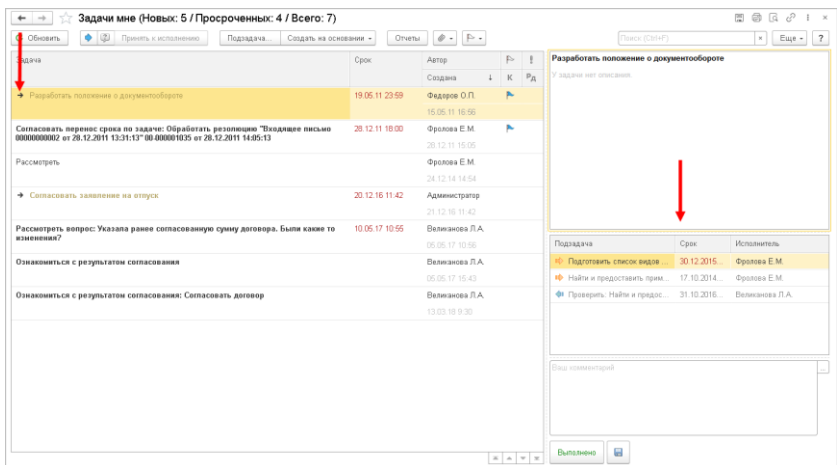 Задачи мне (Новых: 5 / Просроченных: 4 / Всего: 7)
Обновить Принять к исполнению Подзадача... Создать на основании Отчеты Поиск (Ctrl+F) × Еще ?
Задача Срок Автор
Создана ↓ К Рд
Разработать положение о документообороте 19.05.11 23:59 Федоров О.П.
15.05.11 16:56
Согласовать перенос срока по задаче: Обработать резолюцию "Входящее письмо 28.12.11 18:00 Фролова Е.М.
00000000002 от 28.12.2011 13:31:13" 00-000001035 от 28.12.2011 14:05:13
28.12.11 15:05
Рассмотреть Фролова Е.М.
24.12.14 14:54
Согласовать заявление на отпуск 20.12.16 11:42 Администратор
21.12.16 11:42
Рассмотреть вопрос: Указала ранее согласованную сумму договора. Были какие то 10.05.17 10:55 Великанова Л.А.
изменения?
05.05.17 10:56
Ознакомиться с результатом согласования Великанова Л.А.
05.05.17 15:43
Ознакомиться с результатом согласования: Согласовать договор Великанова Л.А.
13.03.18 9:30
Разработать положение о документообороте
У задачи нет описания.
Подзадача Срок Исполнитель
Подготовить список видов ... 30.12.2015... Фролова Е.М.
Найти и предоставить прим... 17.10.2014... Фролова Е.М.
Проверить: Найти и предос... 31.10.2016... Великанова Л.А.
Ваш комментарий
...
Выполнено